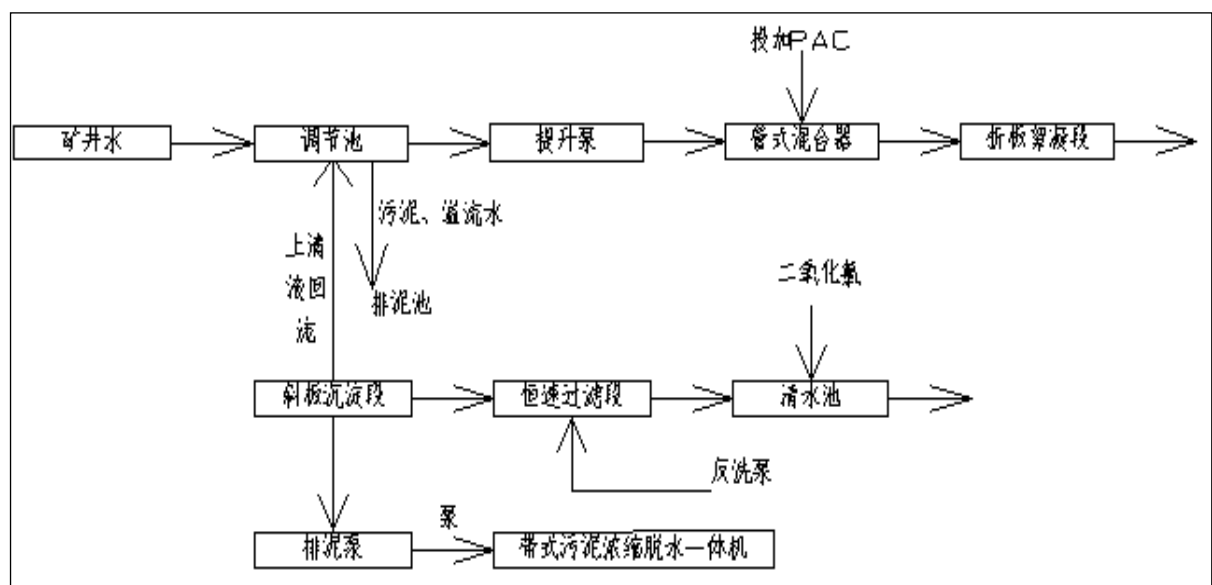 投加PAC
矿井水
调节池
提升泵
管式混合器
折板絮凝段
污泥、溢流水
排泥池
上清
液回
流
二氧化氯
斜板沉淀段
恒速过滤段
清水池
反洗泵
排泥泵
泵
带式污泥浓缩脱水一体机